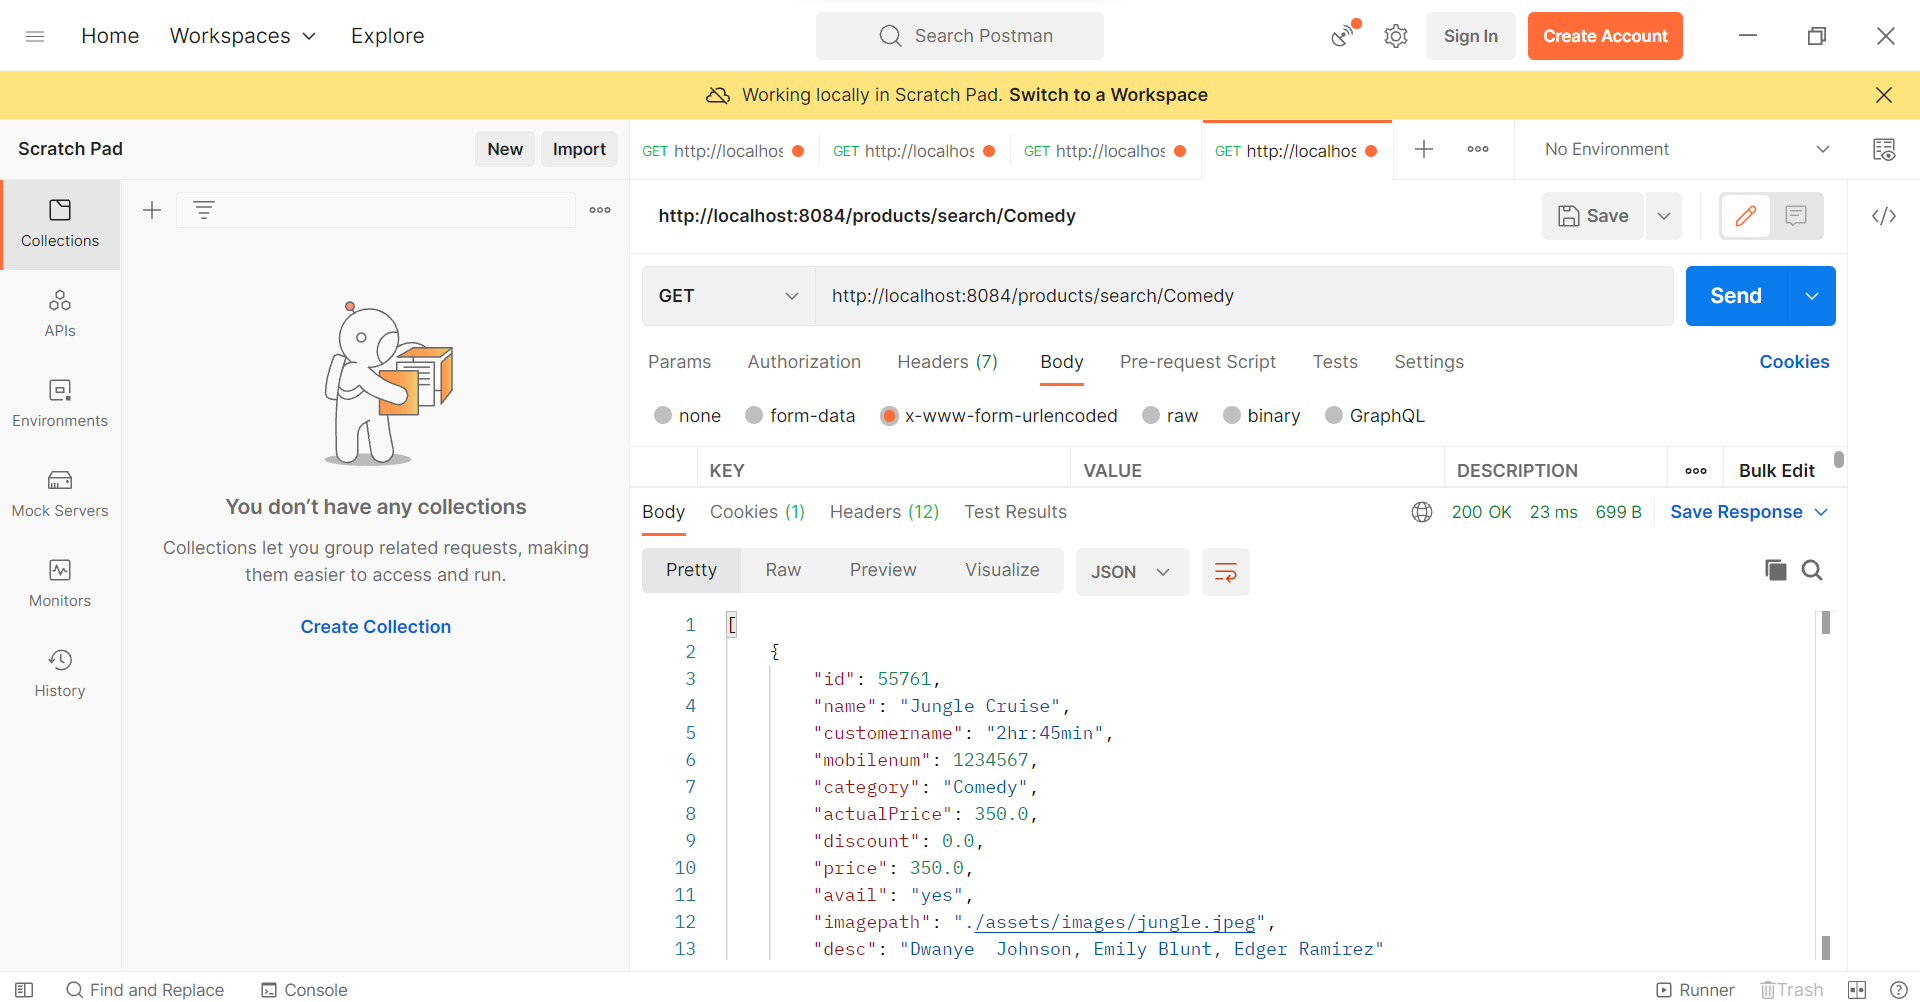 Home Workspaces Explore Search Postman Sign In Create Account
Working locally in Scratch Pad. Switch to a Workspace
Scratch Pad New Import
GET http://localhos GET http://localhos GET http://localhos GET http://localhos No Environment
Collections
APIs
Environments
Mock Servers
Monitors
History
You don’t have any collections
Collections let you group related requests, making
them easier to access and run.
Create Collection
http://localhost:8084/products/search/Comedy Save
GET http://localhost:8084/products/search/Comedy Send
Params Authorization Headers (7) Body Pre-request Script Tests Settings Cookies
none form-data x-www-form-urlencoded raw binary GraphQL
KEY VALUE DESCRIPTION Bulk Edit
Body Cookies (1) Headers (12) Test Results 200 OK 23 ms 699 B Save Response
Pretty Raw Preview Visualize JSON
1 [
2 {
3 "id": 55761,
4 "name": "Jungle Cruise",
5 "customername": "2hr:45min",
6 "mobilenum": 1234567,
7 "category": "Comedy",
8 "actualPrice": 350.0,
9 "discount": 0.0,
10 "price": 350.0,
11 "avail": "yes",
12 "imagepath": "./assets/images/jungle.jpeg",
13 "desc": "Dwanye  Johnson, Emily Blunt, Edger Ramirez"
Find and Replace Console Runner Trash